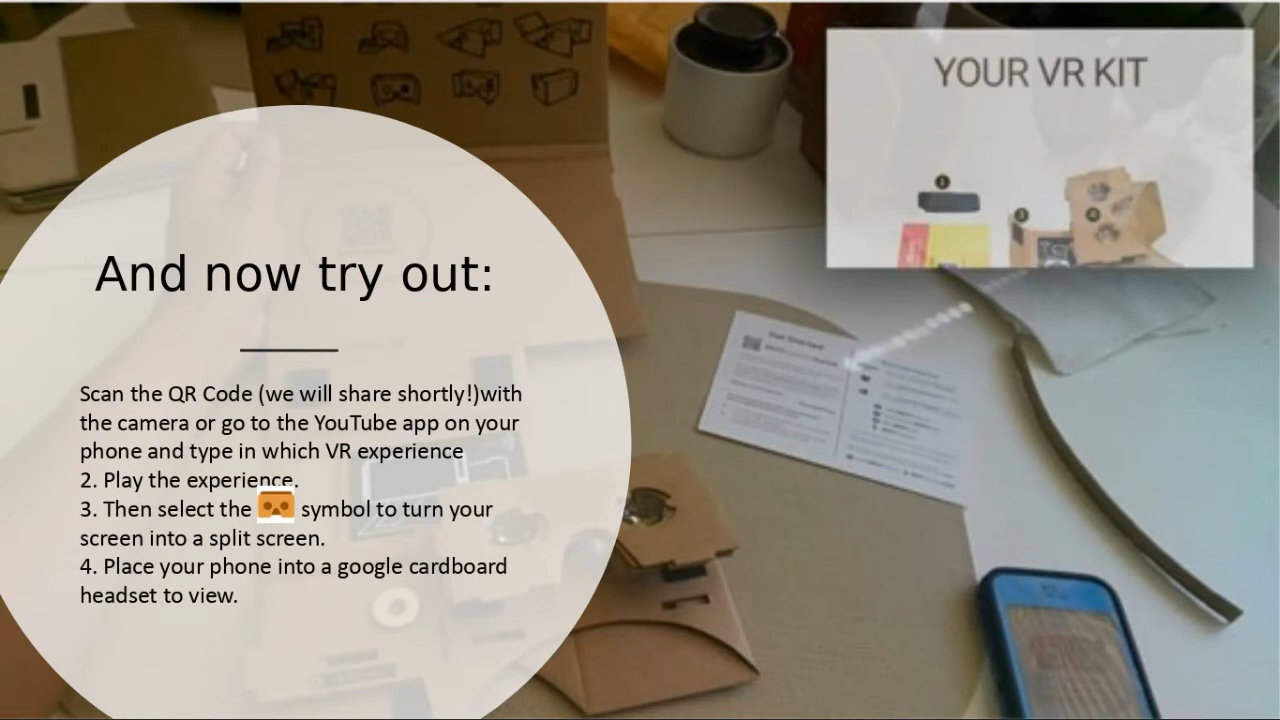 YOUR VR KIT
And now try out:
Scan the QR Code (we will share shortly!)with
the camera or go to the YouTube app on your
phone and type in which VR experience
2. Play the experience.
3. Then select the symbol to turn your
screen into a split screen.
4. Place your phone into a google cardboard
headset to view.